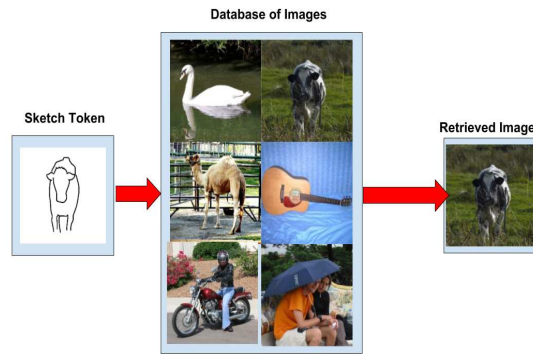 Database of Images
Sketch Token
Retrieved Image